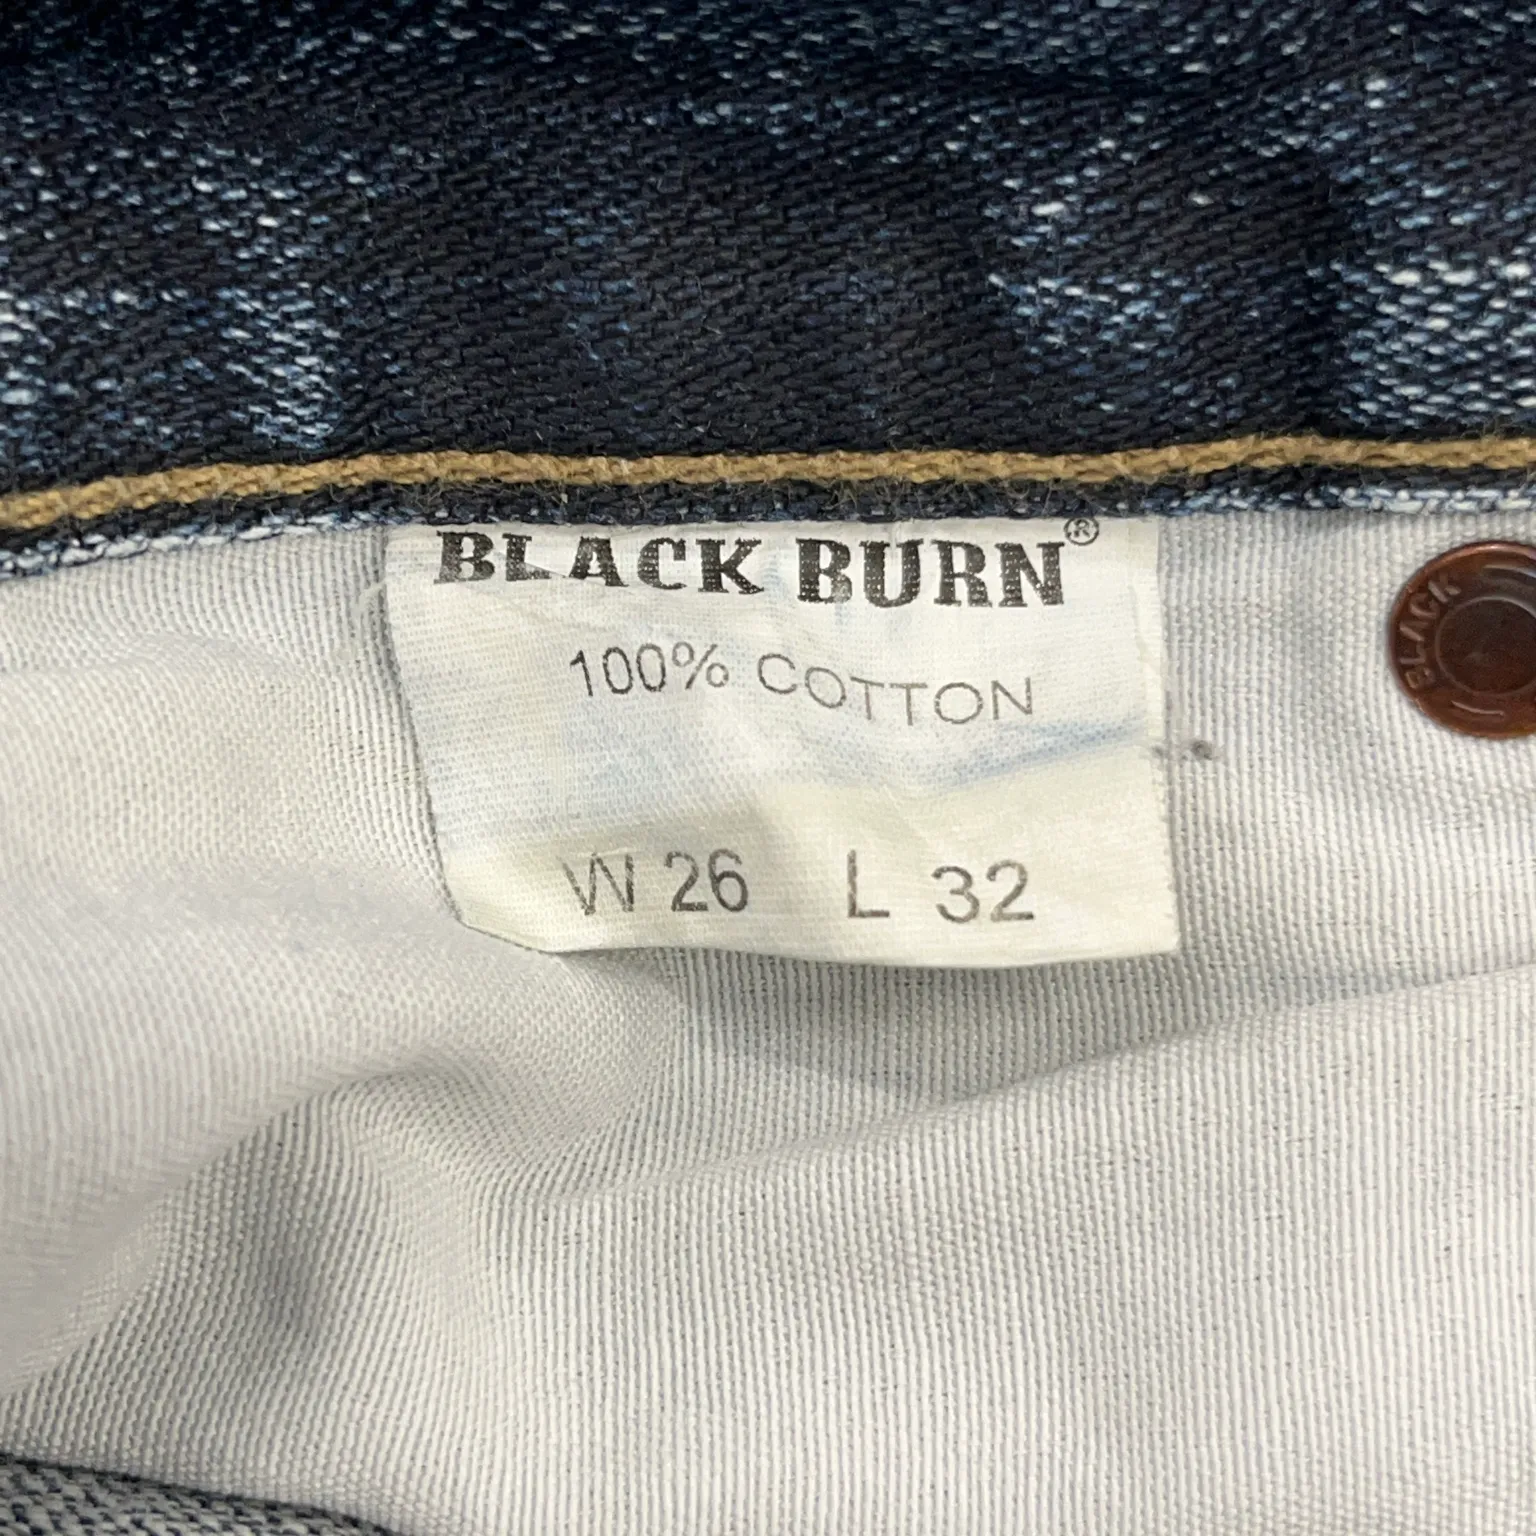 BLACK BURN®
100% COTTON
W 26 L 32
BLACK